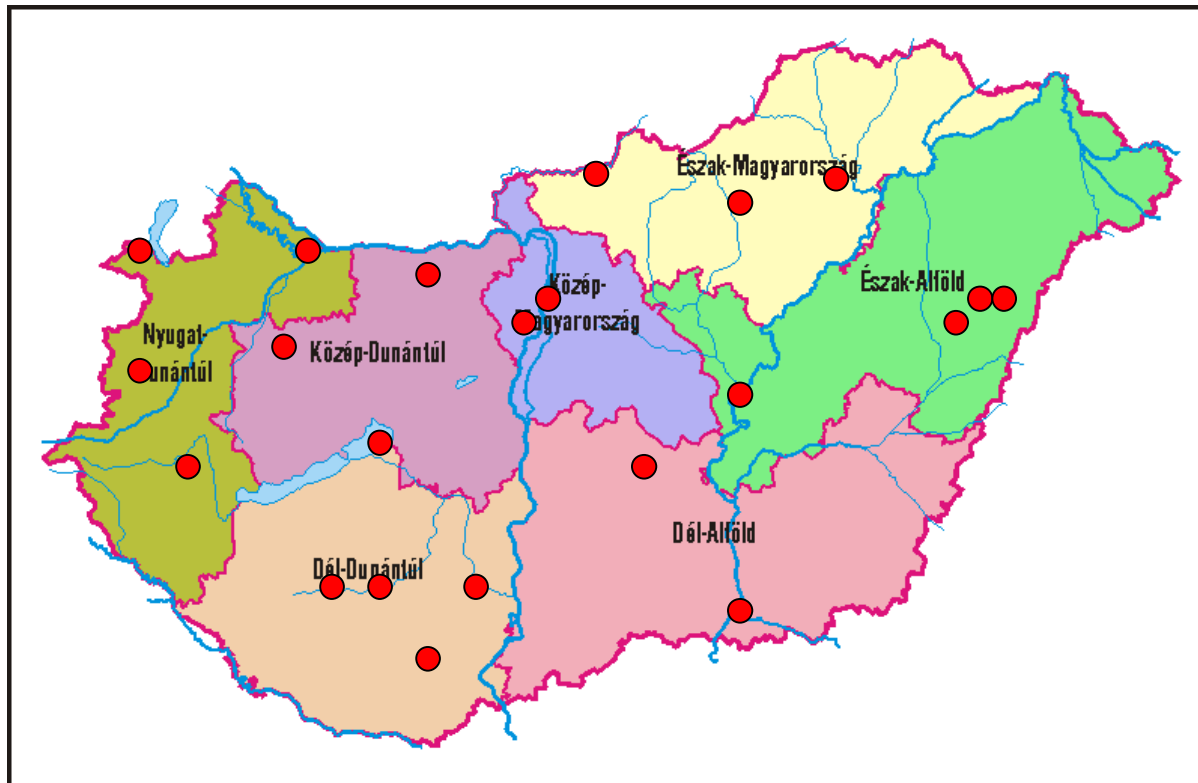 Észak-Magyarország
Észak-Alföld
Közép-
Magyarország
Nyugat-
Dunántúl
Közép-Dunántúl
Dél-Alföld
Dél-Dunántúl